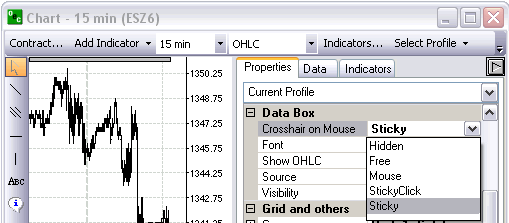 Chart - 15 min (ESZ6)
Contract... Add Indicator 15 min OHLC Indicators... Select Profile
Properties Data Indicators
Current Profile
1350.25
1348.75
1347.25
1345.75
1344.25
1342.75
1341.25
Abc
Data Box
Crosshair on Mouse Sticky
Font
Show OHLC
Source
Visibility
Grid and others
Hidden
Free
Mouse
StickyClick
Sticky